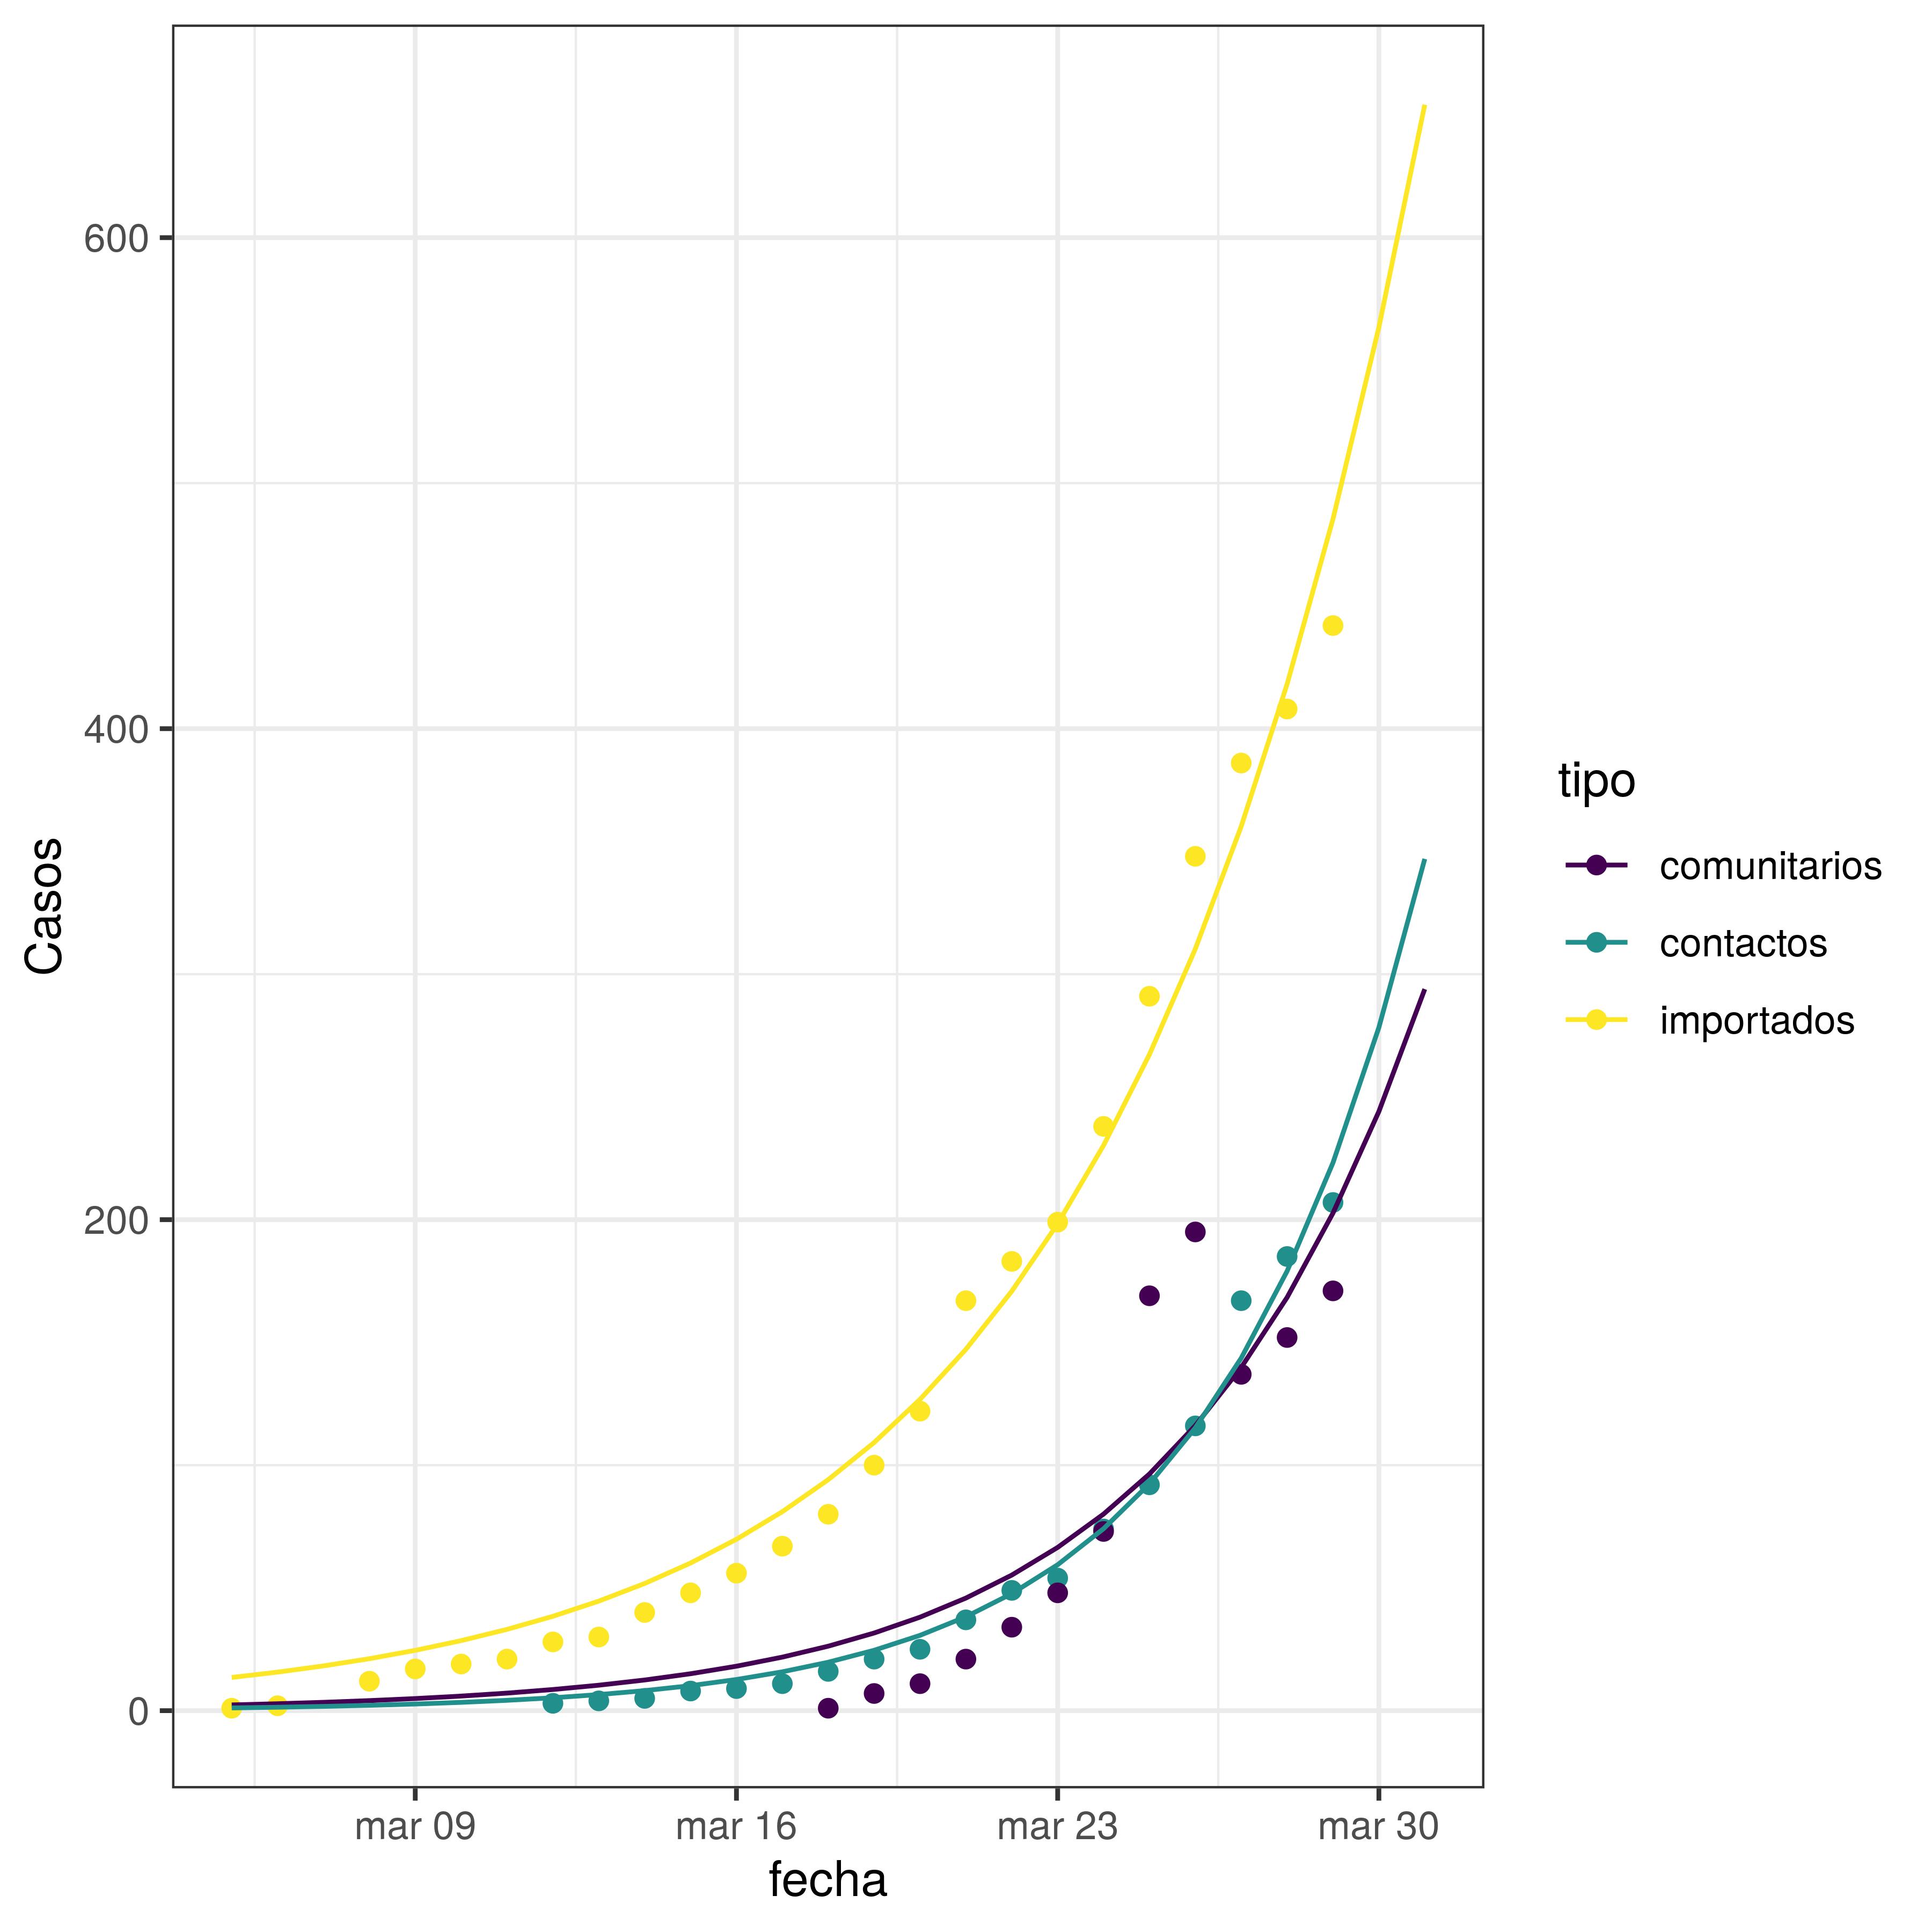 Casos
600
400
200
0
mar 09
mar 16
mar 23
mar 30
fecha
tipo
comunitarios
contactos
importados